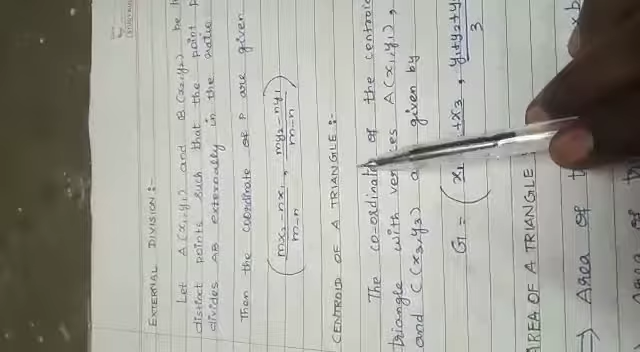 EXTERNAL DIVISION :-
Let A(x1,y1) and B(x2,y2) be
distinct points such that the point
divides AB externally in the ratio
Then the coordinate of P are given
(mx2-nx1/m-n, my2-ny1/m-n)
CENTROID OF A TRIANGLE :-
The co-ordinate of the centroid
triangle with vertices A(x1,y1),
and C(x3,y3) given by
G = (x1 +x3, y1+y2+y3/3
AREA OF A TRIANGLE
→ Area of
Area of